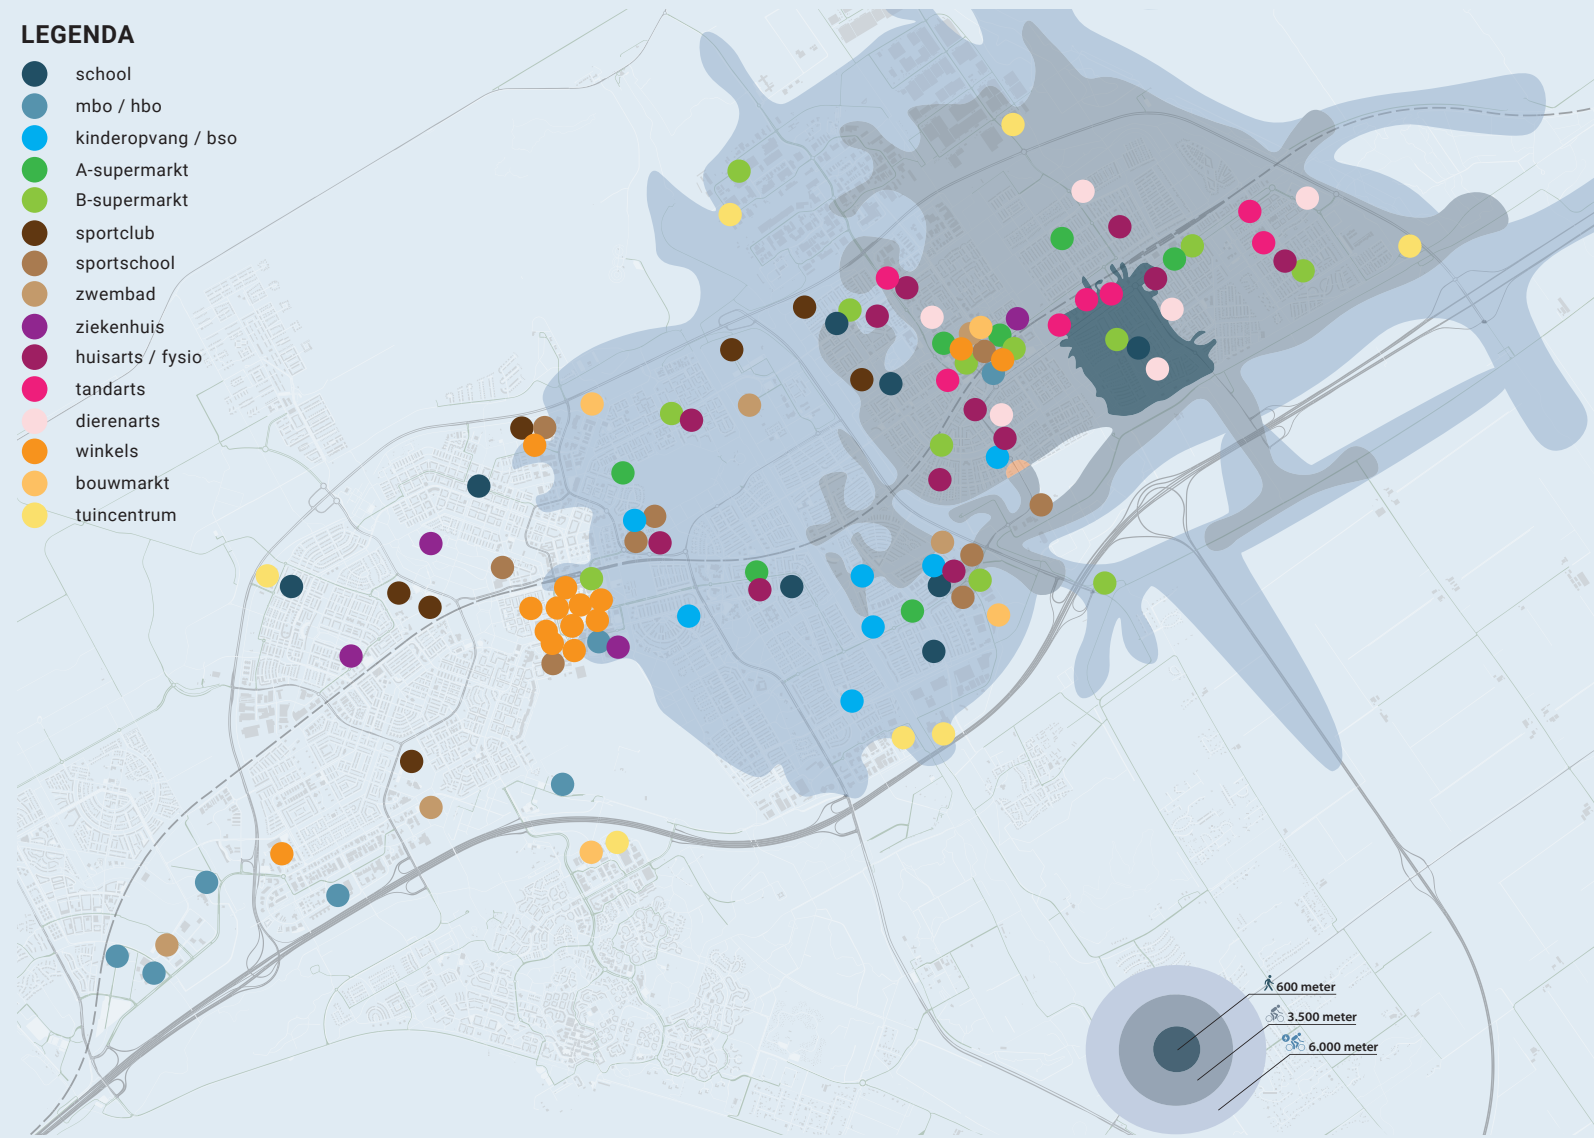 LEGENDA
school
mbo / hbo
kinderopvang / bso
A-supermarkt
B-supermarkt
sportclub
sportschool
zwembad
ziekenhuis
huisarts / fysio
tandarts
dierenarts
winkels
bouwmarkt
tuincentrum
600 meter
3.500 meter
6.000 meter